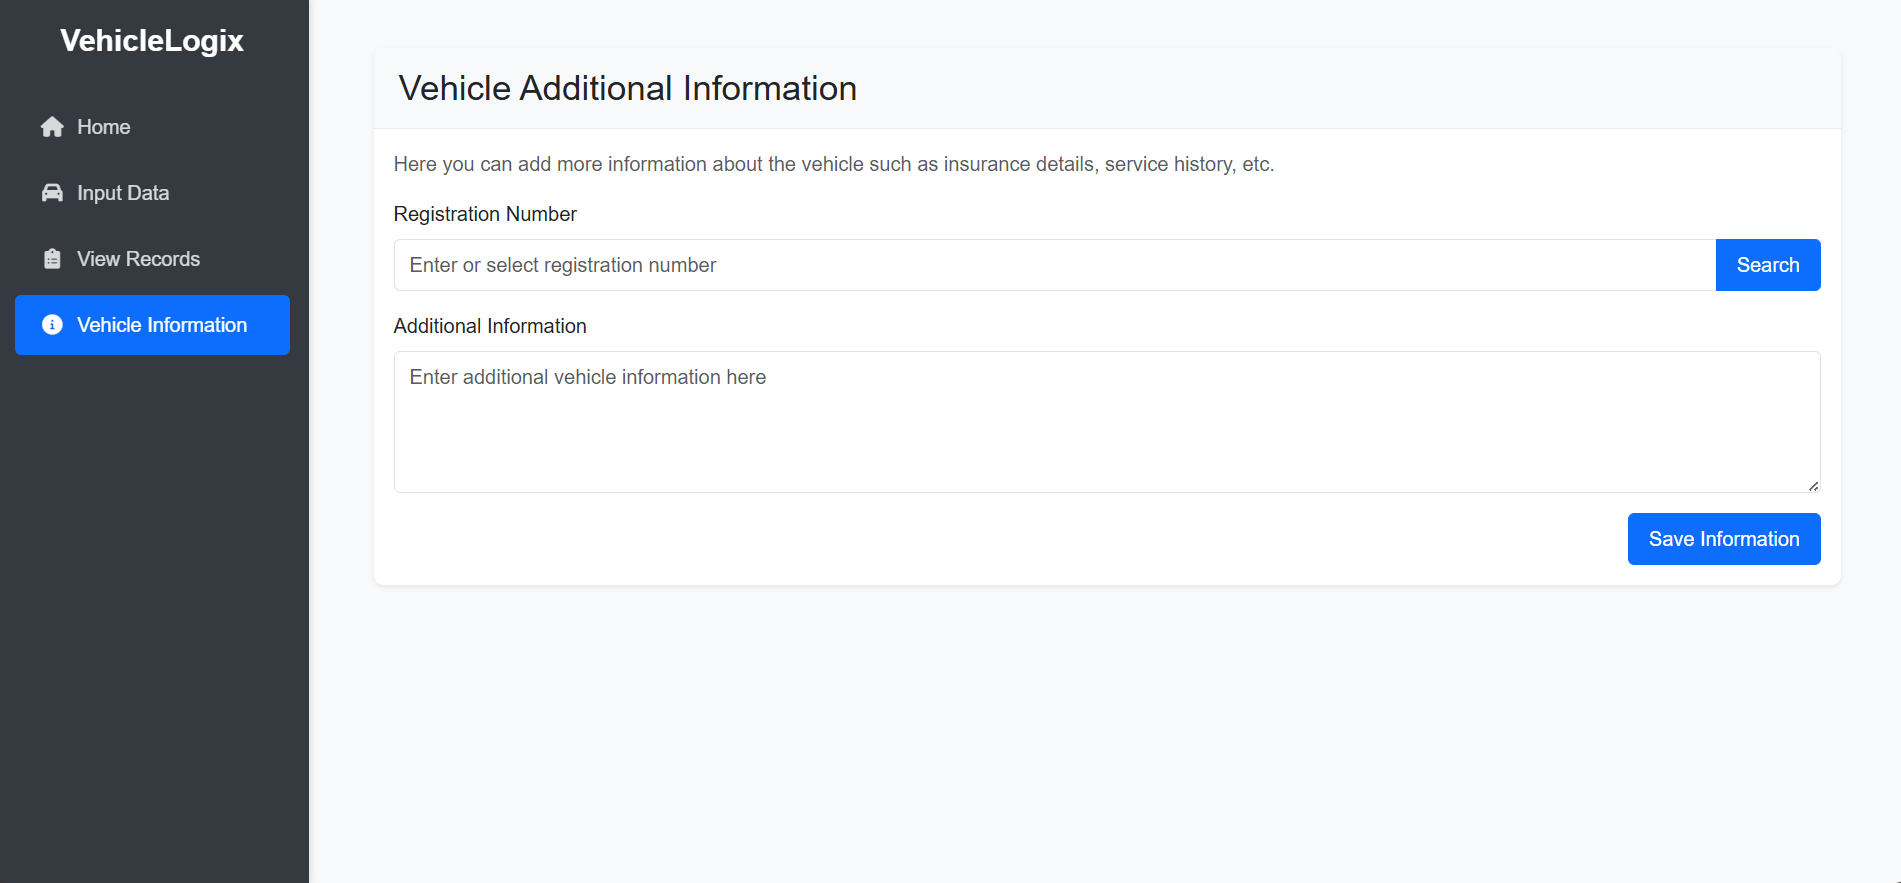 VehicleLogix
Home
Input Data
View Records
Vehicle Information
Vehicle Additional Information
Here you can add more information about the vehicle such as insurance details, service history, etc.
Registration Number
Enter or select registration number
Search
Additional Information
Enter additional vehicle information here
Save Information